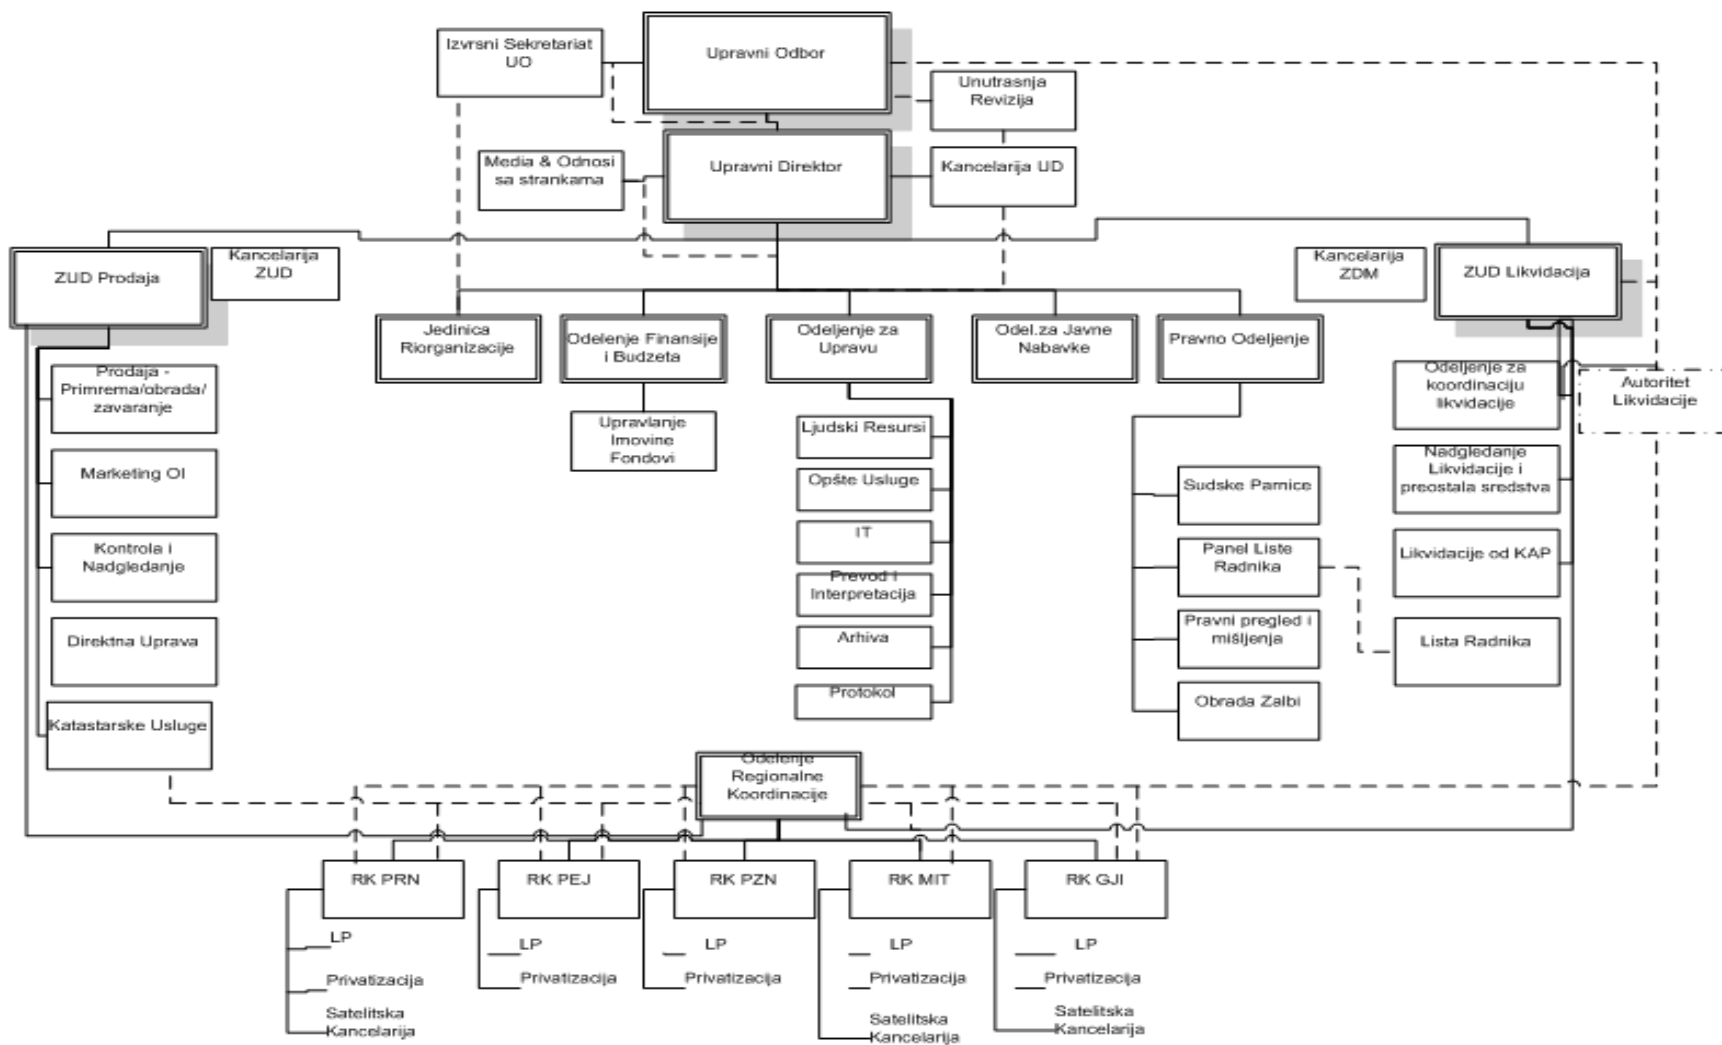 Izvrsni Sekretariat
UO
Upravni Odbor
Unutrasnja
Revizija
Media & Odnosi
sa strankama
Upravni Direktor
Kancelarija UD
ZUD Prodaja
Kancelarija
ZUD
Kancelarija
ZDM
ZUD Likvidacija
Jedinica
Riorganizacije
Odelenje Finansije
i Budzeta
Odeljenje za
Upravu
Odel.za Javne
Nabavke
Pravno Odeljenje
Prodaja -
Primrema/obrada/
zavaranje
Marketing OI
Kontrola i
Nadgledanje
Direktna Uprava
Katastarske Usluge
Upravlanje
Imovine
Fondovi
Ljudski Resursi
Opšte Usluge
IT
Prevod i
Interpretacija
Arhiva
Protokol
Sudske Parnice
Panel Liste
Radnika
Pravni pregled i
mišljenja
Obrada Zalbi
Odeljenje za
koordinaciju
likvidacije
Autoritet
Likvidacije
Nadgledanje
Likvidacije i
preostala sredstva
Likvidacije od KAP
Lista Radnika
Odelenje
Regionalne
Koordinacije
RK PRN
RK PEJ
RK PZN
RK MIT
RK GJI
LP
Privatizacija
Satelitska
Kancelarija
LP
Privatizacija
LP
Privatizacija
LP
Privatizacija
Satelitska
Kancelarija
LP
Privatizacija
Satelitska
Kancelarija